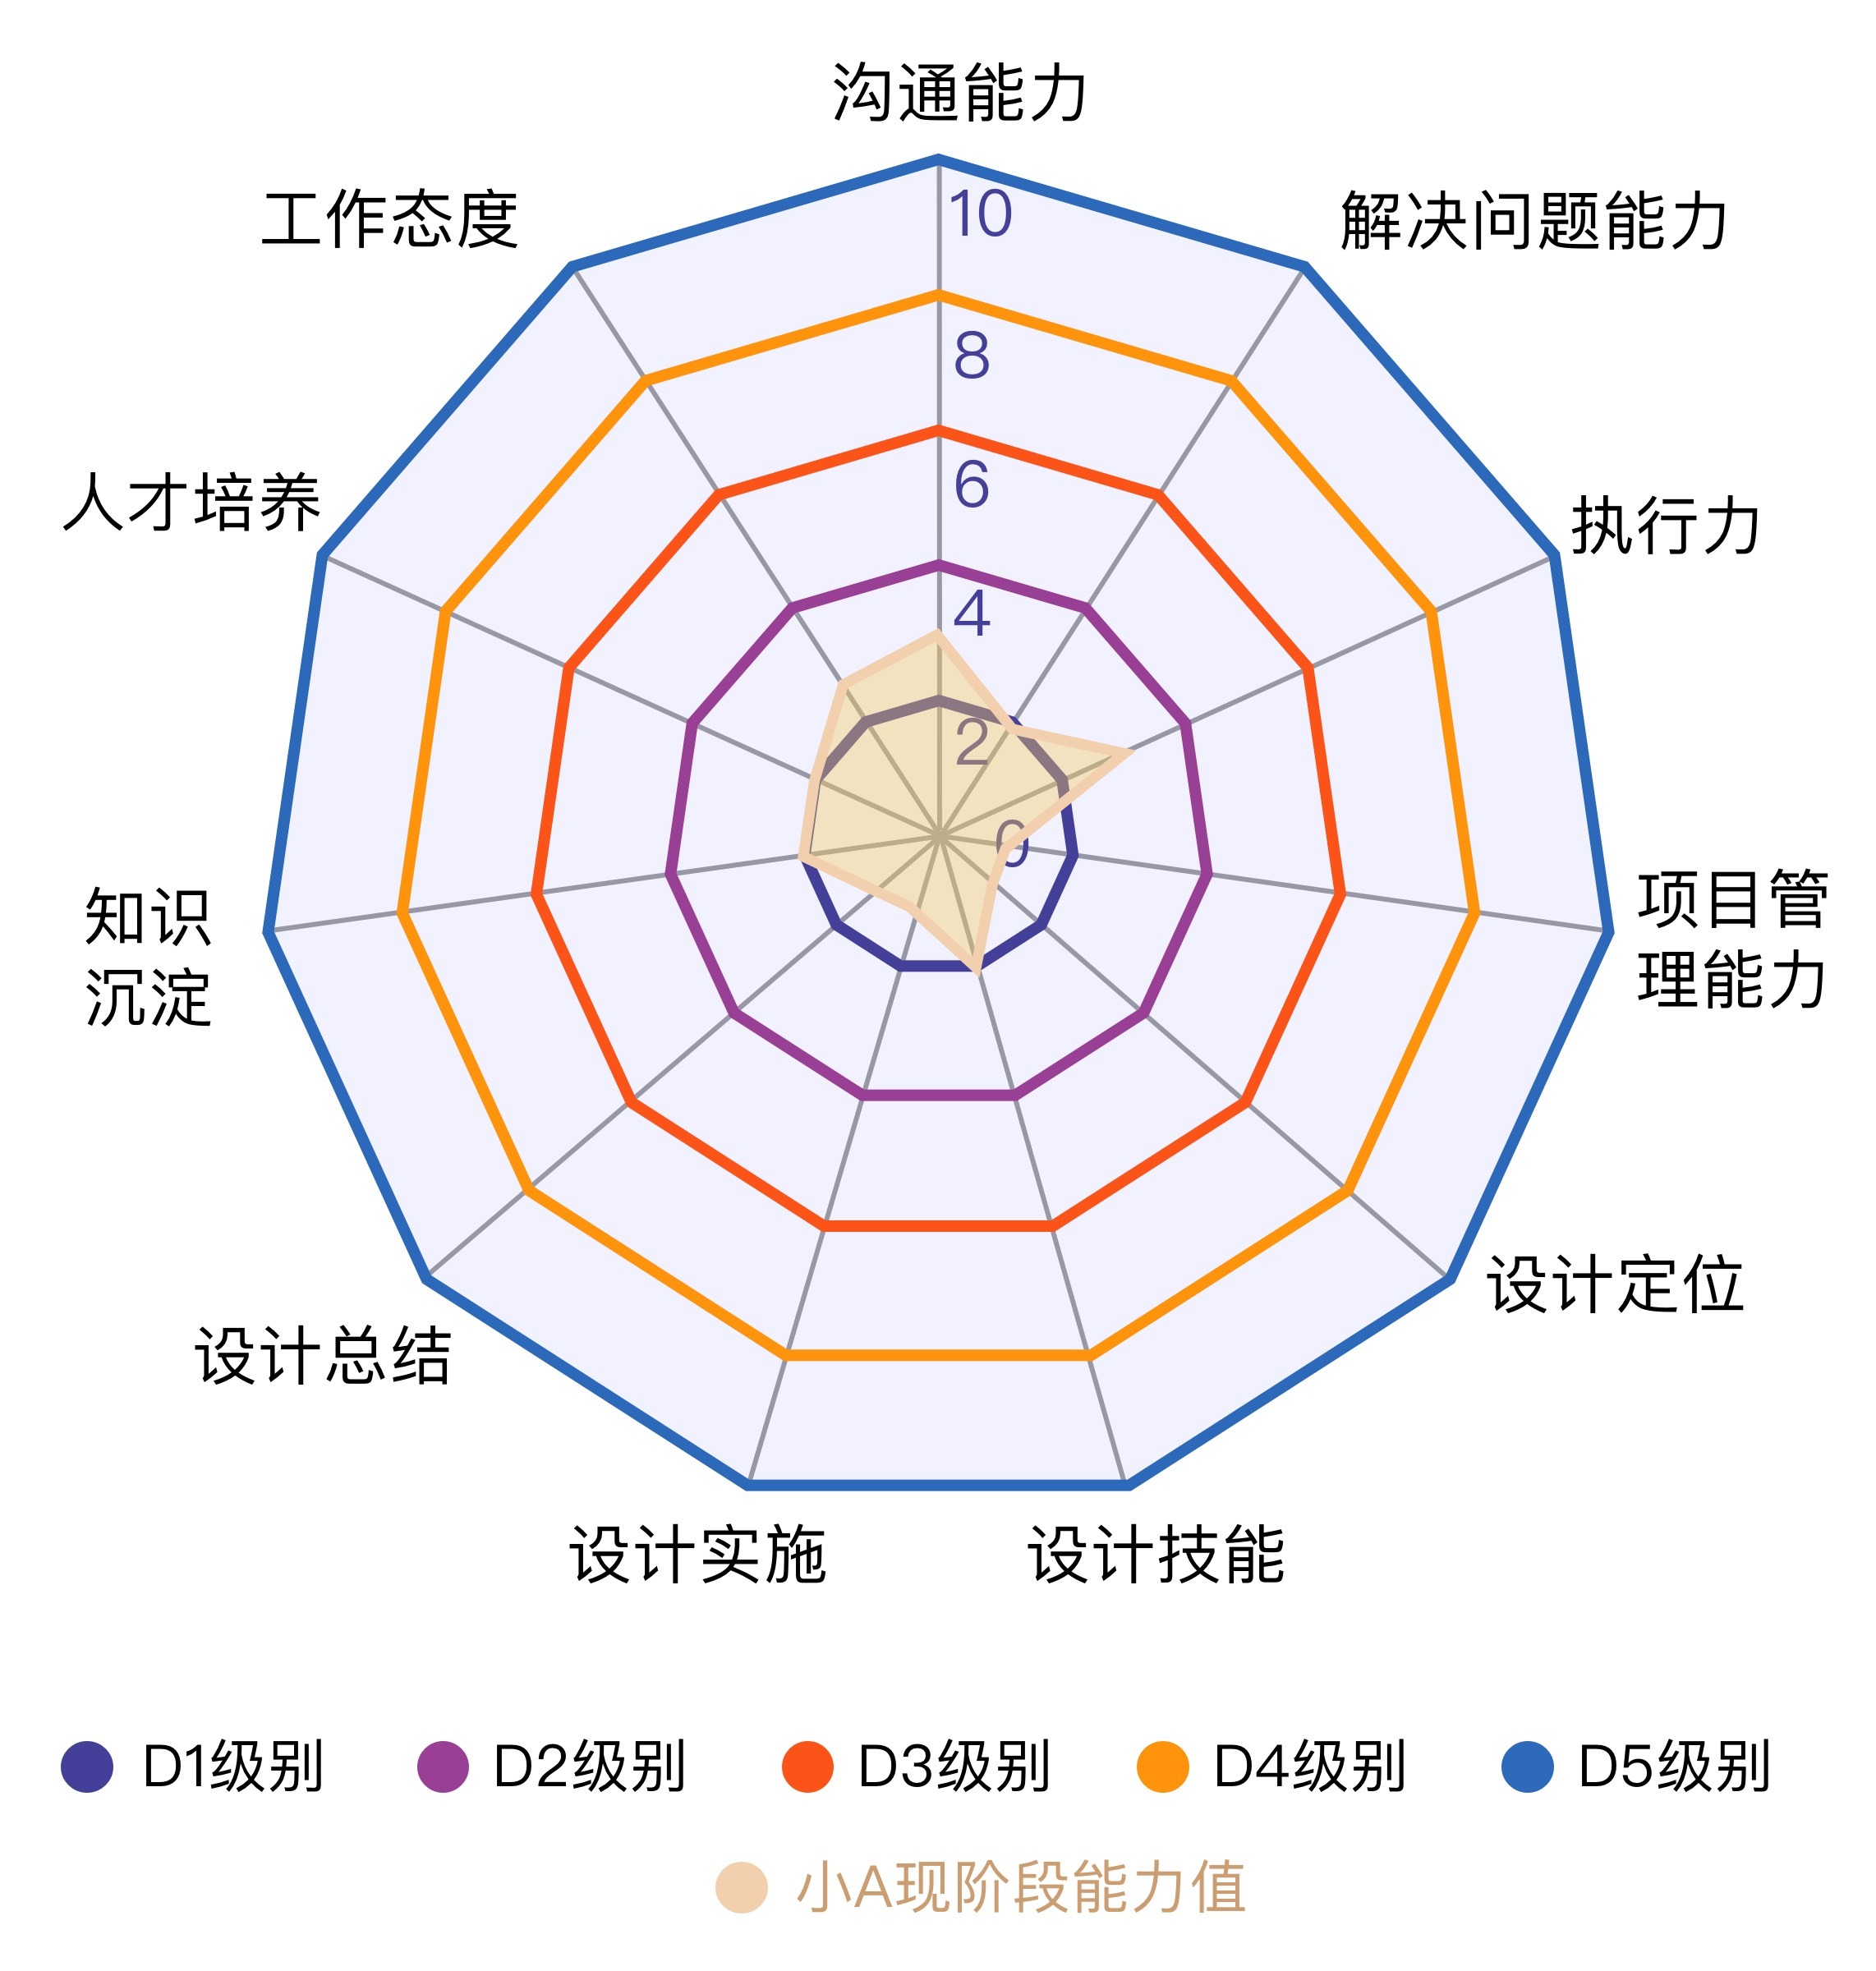 沟通能力
工作态度
解决问题能力
10
8
人才培养
6
执行力
4
2
0
知识
沉淀
项目管
理能力
设计定位
设计总结
设计实施
设计技能
D1级别
D2级别
D3级别
D4级别
D5级别
小A现阶段能力值